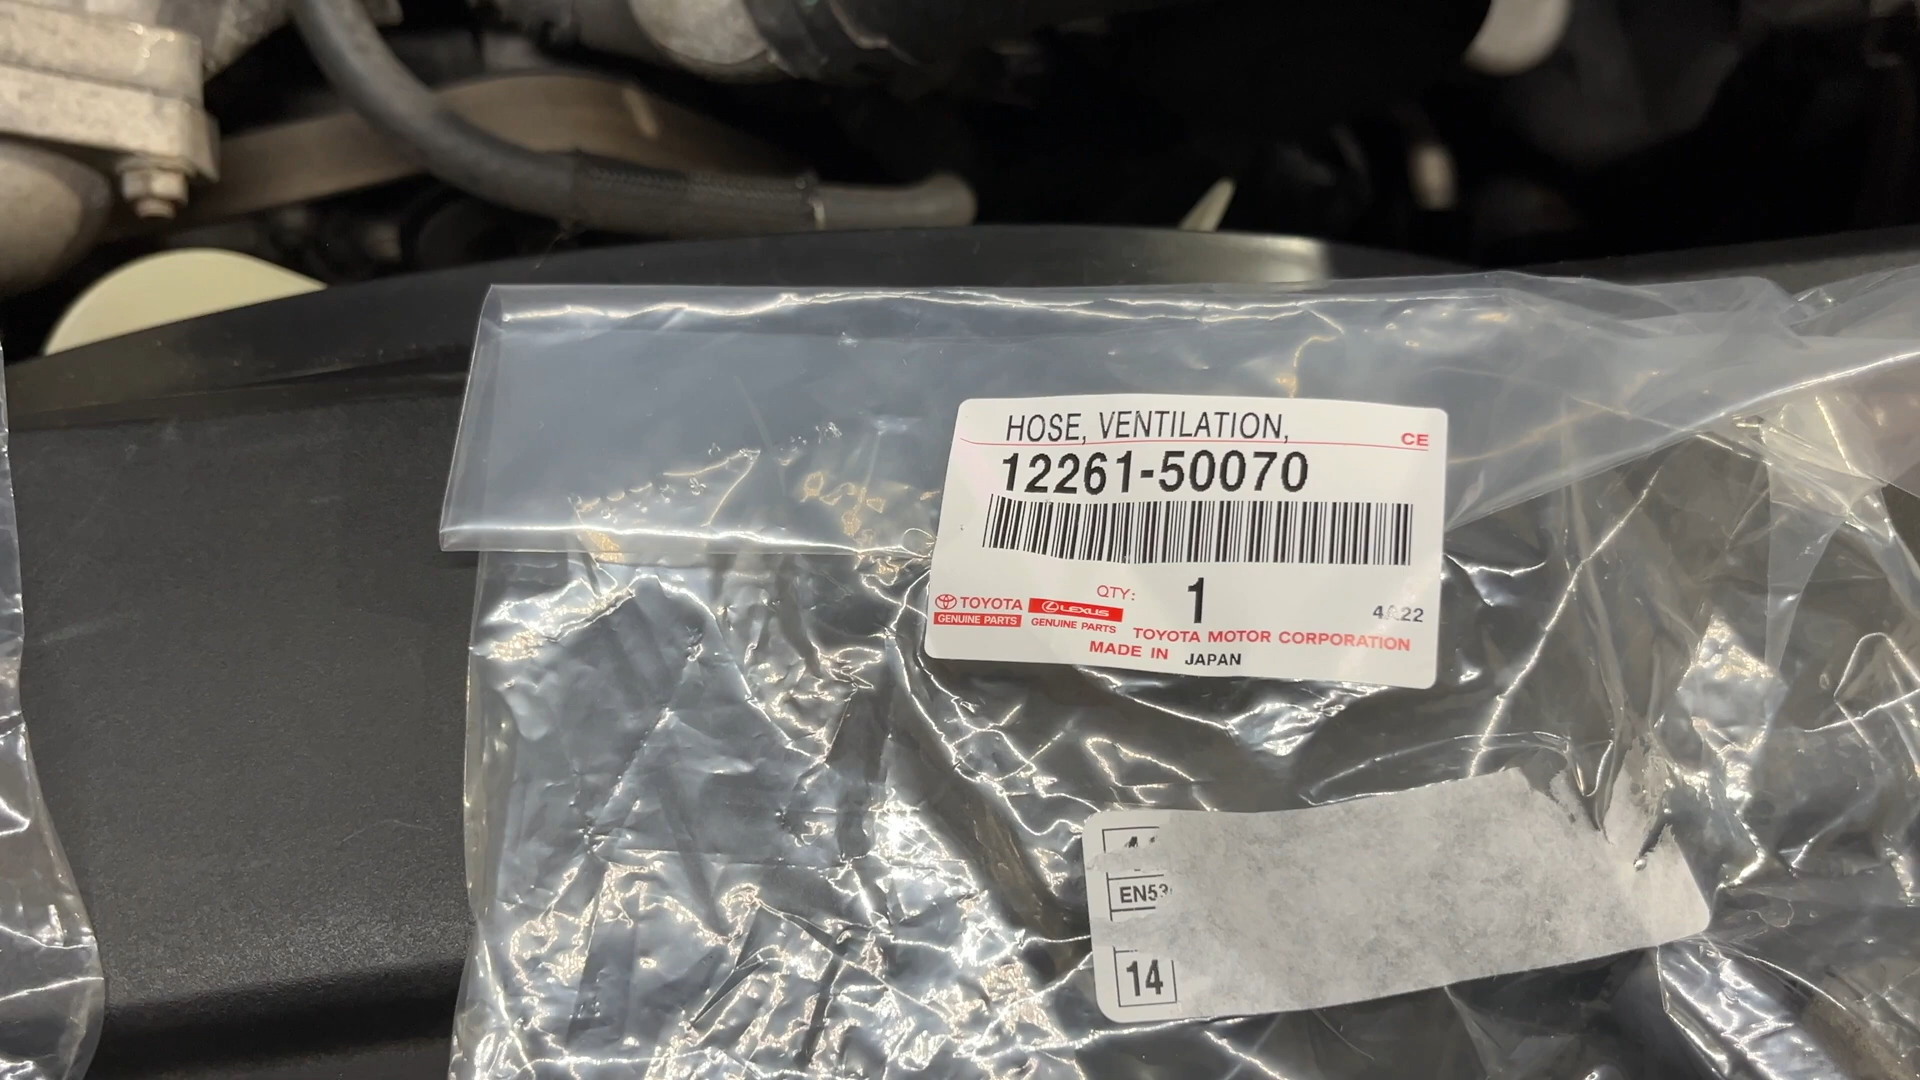 HOSE, VENTILATION,
CE
12261-50070
QTY: 1
TOYOTA
GENUINE PARTS
LEXUS
GENUINE PARTS
TOYOTA MOTOR CORPORATION
MADE IN JAPAN
14